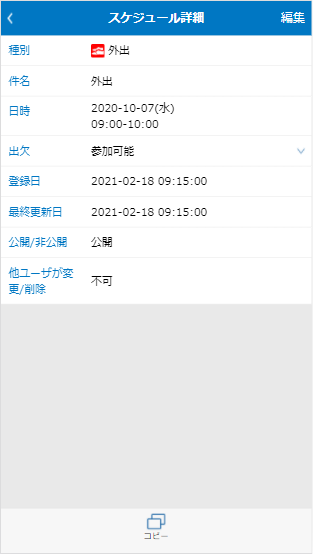 スケジュール詳細 編集
種別 外出
件名 外出
日時 2020-10-07(水)
09:00-10:00
出欠 参加可能
登録日 2021-02-18 09:15:00
最終更新日 2021-02-18 09:15:00
公開/非公開 公開
他ユーザが変
更/削除 不可
コピー